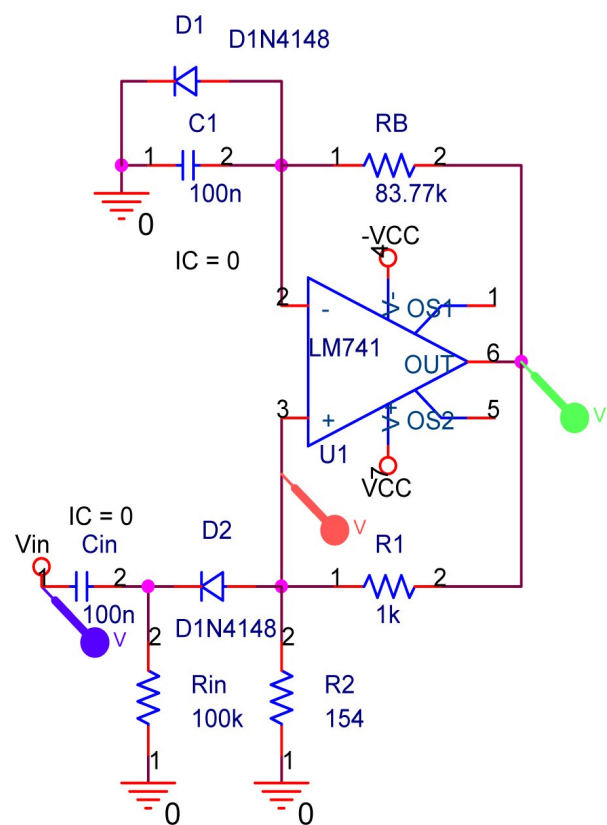 D1
D1N4148
C1
1 2
100n
0
IC = 0
RB
1 2
83.77k
-VCC
4
V-
OS1
1
2
-
LM741
OUT
6
V
3
+
V+
OS2
5
U1
7
VCC
V
IC = 0
Vin
Cin
1 2
100n
V
D2
D1N4148
R1
1 2
1k
2
Rin
100k
1
0
2
R2
154
1
0